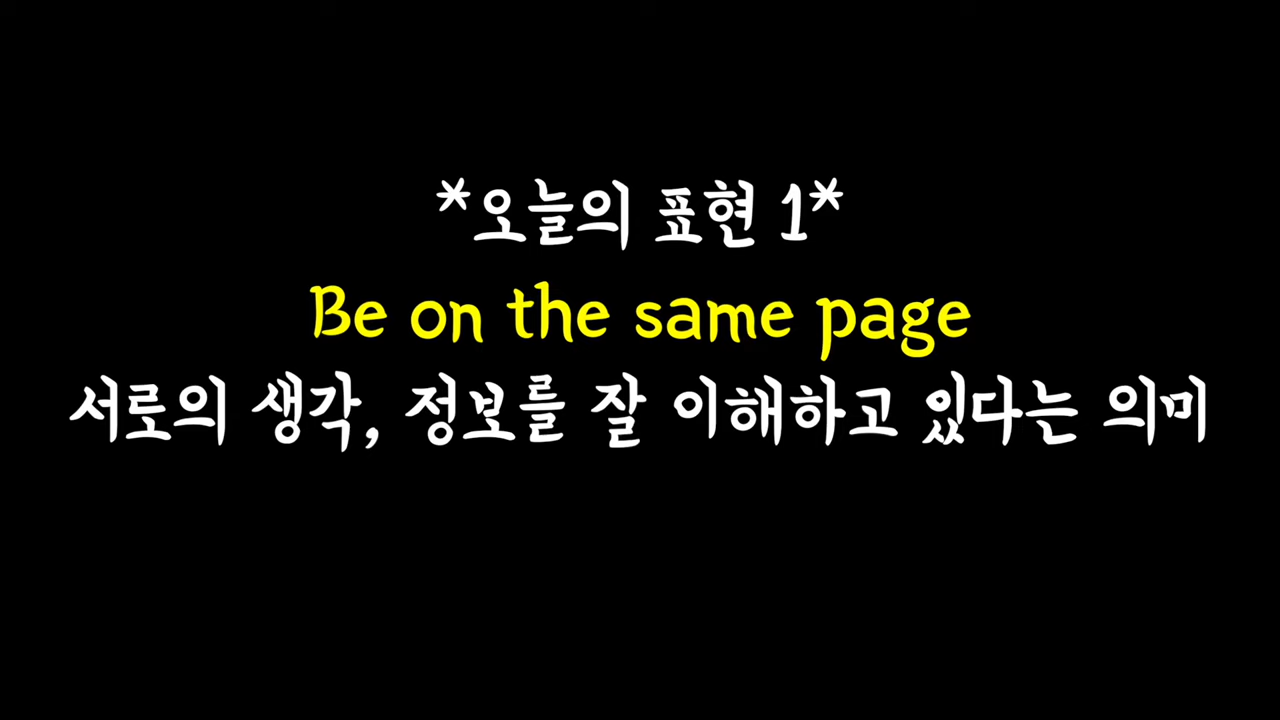 *오늘의 표현 1*
Be on the same page
서로의 생각, 정보를 잘 이해하고 있다는 의미